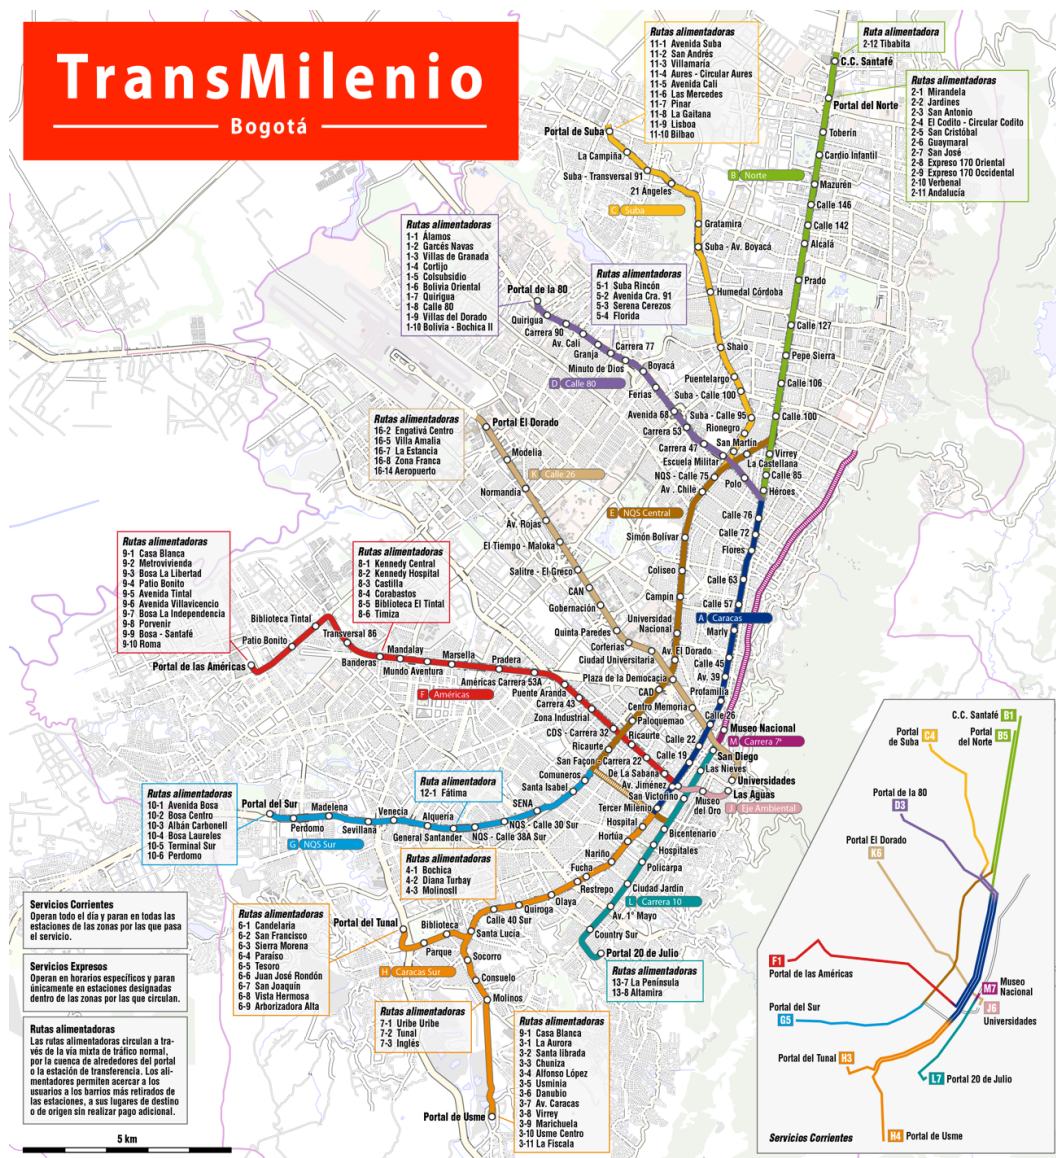 TransMilenio
Bogotá
Rutas alimentadoras
11-1 Avenida Suba
11-2 San Andrés
11-3 Villamaría
11-4 Aures - Circular Aures
11-5 Avenida Cali
11-6 Las Mercedes
11-7 Pinar
11-8 La Gaitana
11-9 Lisboa
11-10 Bilbao
Ruta alimentadora
2-12 Tibabita
Rutas alimentadoras
2-1 Mirandela
2-2 Jardines
2-3 San Antonio
2-4 El Codito - Circular Codito
2-5 San Cristóbal
2-6 Guaymaral
2-7 San José
2-8 Expreso 170 Oriental
2-9 Expreso 170 Occidental
2-10 Verbenal
2-11 Andalucía
C.C. Santafé
Portal del Norte
Toberín
Cardio Infantil
Mazurén
Calle 146
Calle 142
Alcalá
Prado
Calle 127
Pepe Sierra
Calle 106
Calle 100
Virrey
La Castellana
Calle 85
Héroes
B Norte
Portal de Suba
La Campiña
Suba - Transversal 91
21 Ángeles
C Suba
Gratamira
Suba - Av. Boyacá
Humedal Córdoba
Shaio
Puentelargo
Suba - Calle 100
Suba - Calle 95
Rionegro
San Martín
Rutas alimentadoras
1-1 Álamos
1-2 Garcés Navas
1-3 Villas de Granada
1-4 Cortijo
1-5 Colsubsidio
1-6 Bolivia Oriental
1-7 Quirigua
1-8 Calle 80
1-9 Villas del Dorado
1-10 Bolivia - Bochica II
Rutas alimentadoras
5-1 Suba Rincón
5-2 Avenida Cra. 91
5-3 Serena Cerezos
5-4 Florida
Portal de la 80
Quirigua
Carrera 90
Av. Cali
Granja
Carrera 77
Minuto de Dios
Boyacá
D Calle 80
Ferias
Avenida 68
Carrera 53
Carrera 47
Escuela Militar
Polo
Rutas alimentadoras
16-2 Engativá Centro
16-5 Villa Amalia
16-7 La Estancia
16-8 Zona Franca
16-14 Aeropuerto
Portal El Dorado
Modelia
K Calle 26
Normandía
Av. Rojas
El Tiempo - Maloka
Salitre - El Greco
CAN
Gobernación
Quinta Paredes
Corferias
Ciudad Universitaria
Plaza de la Democracia
Centro Memoria
NQS - Calle 75
Av. Chile
E NQS Central
Simón Bolívar
Coliseo
Campín
Universidad
Nacional
Av. El Dorado
CAD
Paloquemao
Ricaurte
Calle 76
Calle 72
Flores
Calle 63
Calle 57
A Caracas
Marly
Calle 45
Av. 39
Profamilia
Calle 26
Calle 22
Calle 19
Av. Jiménez
Tercer Milenio
Museo Nacional
M Carrera 7ª
San Diego
Las Nieves
San Victorino
Universidades
Las Aguas
Museo
del Oro
J Eje Ambiental
Rutas alimentadoras
9-1 Casa Blanca
9-2 Metrovivienda
9-3 Bosa La Libertad
9-4 Patio Bonito
9-5 Avenida Tintal
9-6 Avenida Villavicencio
9-7 Bosa La Independencia
9-8 Porvenir
9-9 Bosa - Santafé
9-10 Roma
Rutas alimentadoras
8-1 Kennedy Central
8-2 Kennedy Hospital
8-3 Castilla
8-4 Corabastos
8-5 Biblioteca El Tintal
8-6 Timiza
Portal de las Américas
Patio Bonito
Biblioteca Tintal
Transversal 86
Banderas
Mandalay
Mundo Aventura
Marsella
Pradera
Américas Carrera 53A
F Américas
Puente Aranda
Carrera 43
Zona Industrial
CDS - Carrera 32
Ricaurte
San Façon - Carrera 22
De La Sabana
Comuneros
Santa Isabel
SENA
NQS - Calle 30 Sur
NQS - Calle 38A Sur
General Santander
Alquería
Venecia
Sevillana
Madelena
Perdomo
Portal del Sur
G NQS Sur
Ruta alimentadora
12-1 Fátima
Rutas alimentadoras
10-1 Avenida Bosa
10-2 Bosa Centro
10-3 Albán Carbonell
10-4 Bosa Laureles
10-5 Terminal Sur
10-6 Perdomo
Hospital
Hortúa
Nariño
Fucha
Restrepo
Olaya
Quiroga
Calle 40 Sur
Santa Lucía
Bicentenario
Hospitales
Policarpa
Ciudad Jardín
L Carrera 10
Av. 1° Mayo
Country Sur
Portal 20 de Julio
Rutas alimentadoras
13-7 La Península
13-8 Altamira
Rutas alimentadoras
4-1 Bochica
4-2 Diana Turbay
4-3 Molinosll
Rutas alimentadoras
6-1 Candelaria
6-2 San Francisco
6-3 Sierra Morena
6-4 Paraíso
6-5 Tesoro
6-6 Juan José Rondón
6-7 San Joaquín
6-8 Vista Hermosa
6-9 Arborizadora Alta
Portal del Tunal
Biblioteca
Parque
H Caracas Sur
Socorro
Consuelo
Molinos
Portal de Usme
Rutas alimentadoras
7-1 Uribe Uribe
7-2 Tunal
7-3 Inglés
Rutas alimentadoras
9-1 Casa Blanca
3-1 La Aurora
3-2 Santa librada
3-3 Chuniza
3-4 Alfonso López
3-5 Usminia
3-6 Danubio
3-7 Av. Caracas
3-8 Virrey
3-9 Marichuela
3-10 Usme Centro
3-11 La Fiscala
Servicios Corrientes
Operan todo el día y paran en todas las
estaciones de las zonas por las que pasa
el servicio.
Servicios Expresos
Operan en horarios específicos y paran
únicamente en estaciones designadas
dentro de las zonas por las que circulan.
Rutas alimentadoras
Las rutas alimentadoras circulan a tra-
vés de la vía mixta de tráfico normal,
por la cuenca de alrededores del portal
o la estación de transferencia. Los ali-
mentadores permiten acercar a los
usuarios a los barrios más retirados de
las estaciones, a sus lugares de destino
o de origen sin realizar pago adicional.
5 km
C.C. Santafé B1
Portal
del Norte B5
Portal
de Suba C4
Portal de la 80
D3
Portal El Dorado
K6
F1
Portal de las Américas
M7 Museo
Nacional
J6
Universidades
Portal del Sur
G5
Portal del Tunal H3
L7 Portal 20 de Julio
H4 Portal de Usme
Servicios Corrientes